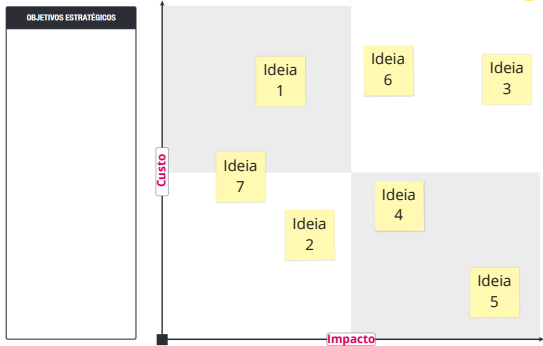 OBJETIVOS ESTRATÉGICOS
Ideia
1
Ideia
6
Ideia
3
Custo
Ideia
7
Ideia
4
Ideia
2
Ideia
5
Impacto